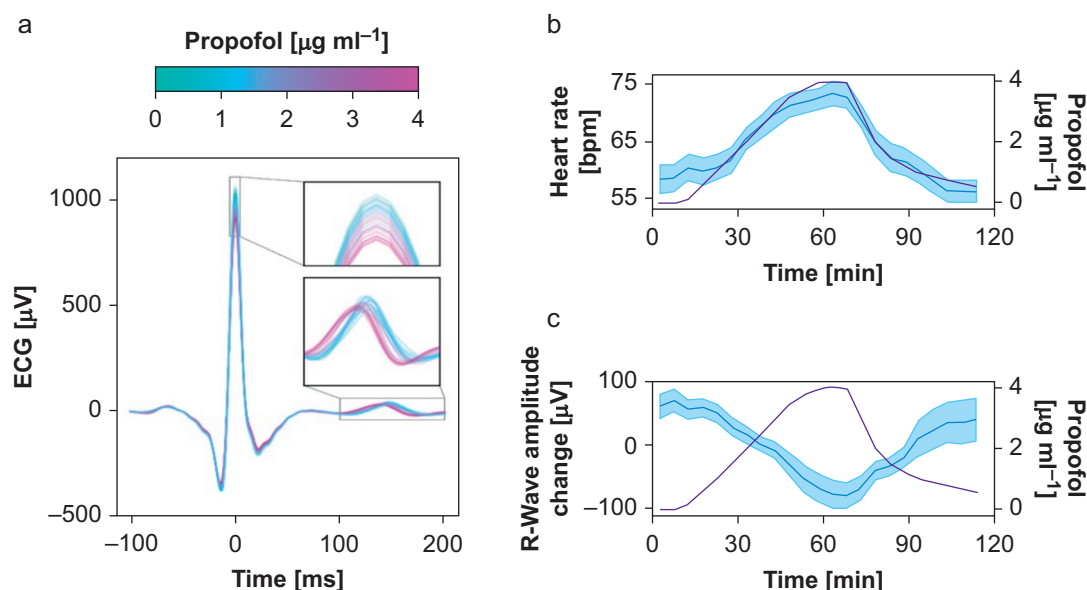 a
Propofol [μg ml⁻¹]
0 1 2 3 4
ECG [μV]
1000
500
0
–500
–100 0 100 200
Time [ms]
b
Heart rate
[bpm]
75
65
55
4
2
0
Propofol
[μg ml⁻¹]
0 30 60 90 120
Time [min]
c
R-Wave amplitude
change [μV]
100
0
–100
4
2
0
Propofol
[μg ml⁻¹]
0 30 60 90 120
Time [min]